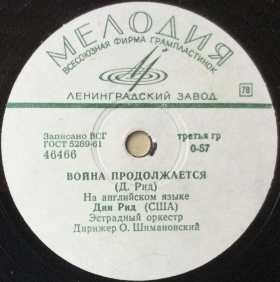 МЕЛОДИЯ
ВСЕСОЮЗНАЯ ФИРМА ГРАМПЛАСТИНОК
ЛЕНИНГРАДСКИЙ ЗАВОД
78
Записано ВСГ
ГОСТ 5289-61
46466
третья гр
0-57
ВОЙНА ПРОДОЛЖАЕТСЯ
(Д. Рид)
На английском языке
Дин Рид (США)
Эстрадный оркестр
Дирижер О. Шимановский